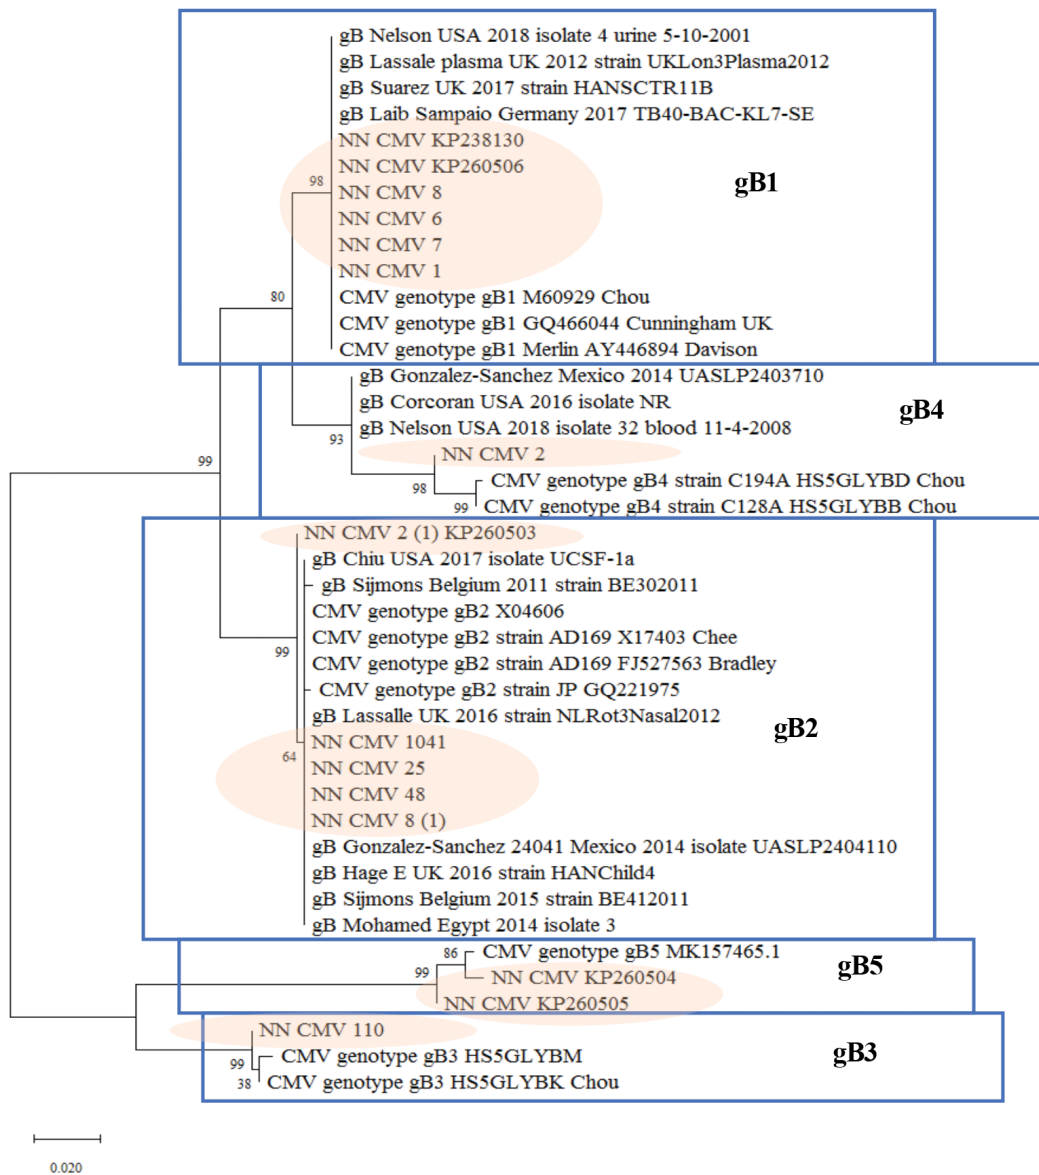 gB Nelson USA 2018 isolate 4 urine 5-10-2001
gB Lassale plasma UK 2012 strain UKLon3Plasma2012
gB Suarez UK 2017 strain HANSCTR11B
gB Laib Sampaio Germany 2017 TB40-BAC-KL7-SE
NN CMV KP238130
NN CMV KP260506
98
NN CMV 8
gB1
NN CMV 6
NN CMV 7
NN CMV 1
80
CMV genotype gB1 M60929 Chou
CMV genotype gB1 GQ466044 Cunningham UK
CMV genotype gB1 Merlin AY446894 Davison
gB Gonzalez-Sanchez Mexico 2014 UASLP2403710
gB Corcoran USA 2016 isolate NR
gB4
gB Nelson USA 2018 isolate 32 blood 11-4-2008
93
NN CMV 2
99
CMV genotype gB4 strain C194A HS5GLYBD Chou
98
CMV genotype gB4 strain C128A HS5GLYBB Chou
99
NN CMV 2 (1) KP260503
gB Chiu USA 2017 isolate UCSF-1a
gB Sijmons Belgium 2011 strain BE302011
CMV genotype gB2 X04606
CMV genotype gB2 strain AD169 X17403 Chee
99
CMV genotype gB2 strain AD169 FJ527563 Bradley
CMV genotype gB2 strain JP GQ221975
gB Lassalle UK 2016 strain NLRot3Nasal2012
gB2
NN CMV 1041
64
NN CMV 25
NN CMV 48
NN CMV 8 (1)
gB Gonzalez-Sanchez 24041 Mexico 2014 isolate UASLP2404110
gB Hage E UK 2016 strain HANChild4
gB Sijmons Belgium 2015 strain BE412011
gB Mohamed Egypt 2014 isolate 3
86
CMV genotype gB5 MK157465.1
gB5
99
NN CMV KP260504
NN CMV KP260505
NN CMV 110
CMV genotype gB3 HS5GLYBM
gB3
99
38
CMV genotype gB3 HS5GLYBK Chou
0.020